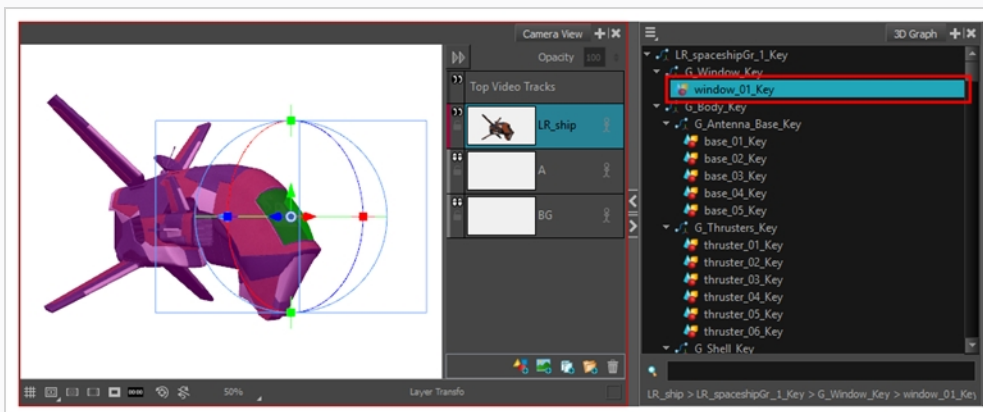 Camera View
Opacity 100
Top Video Tracks
LR_ship
A
BG
50%
Layer Transfo
3D Graph
LR_spaceshipGr_1_Key
G_Window_Key
window_01_Key
G_Body_Key
G_Antenna_Base_Key
base_01_Key
base_02_Key
base_03_Key
base_04_Key
base_05_Key
G_Thrusters_Key
thruster_01_Key
thruster_02_Key
thruster_03_Key
thruster_04_Key
thruster_05_Key
thruster_06_Key
G_Shell_Key
LR_ship > LR_spaceshipGr_1_Key > G_Window_Key > window_01_Key